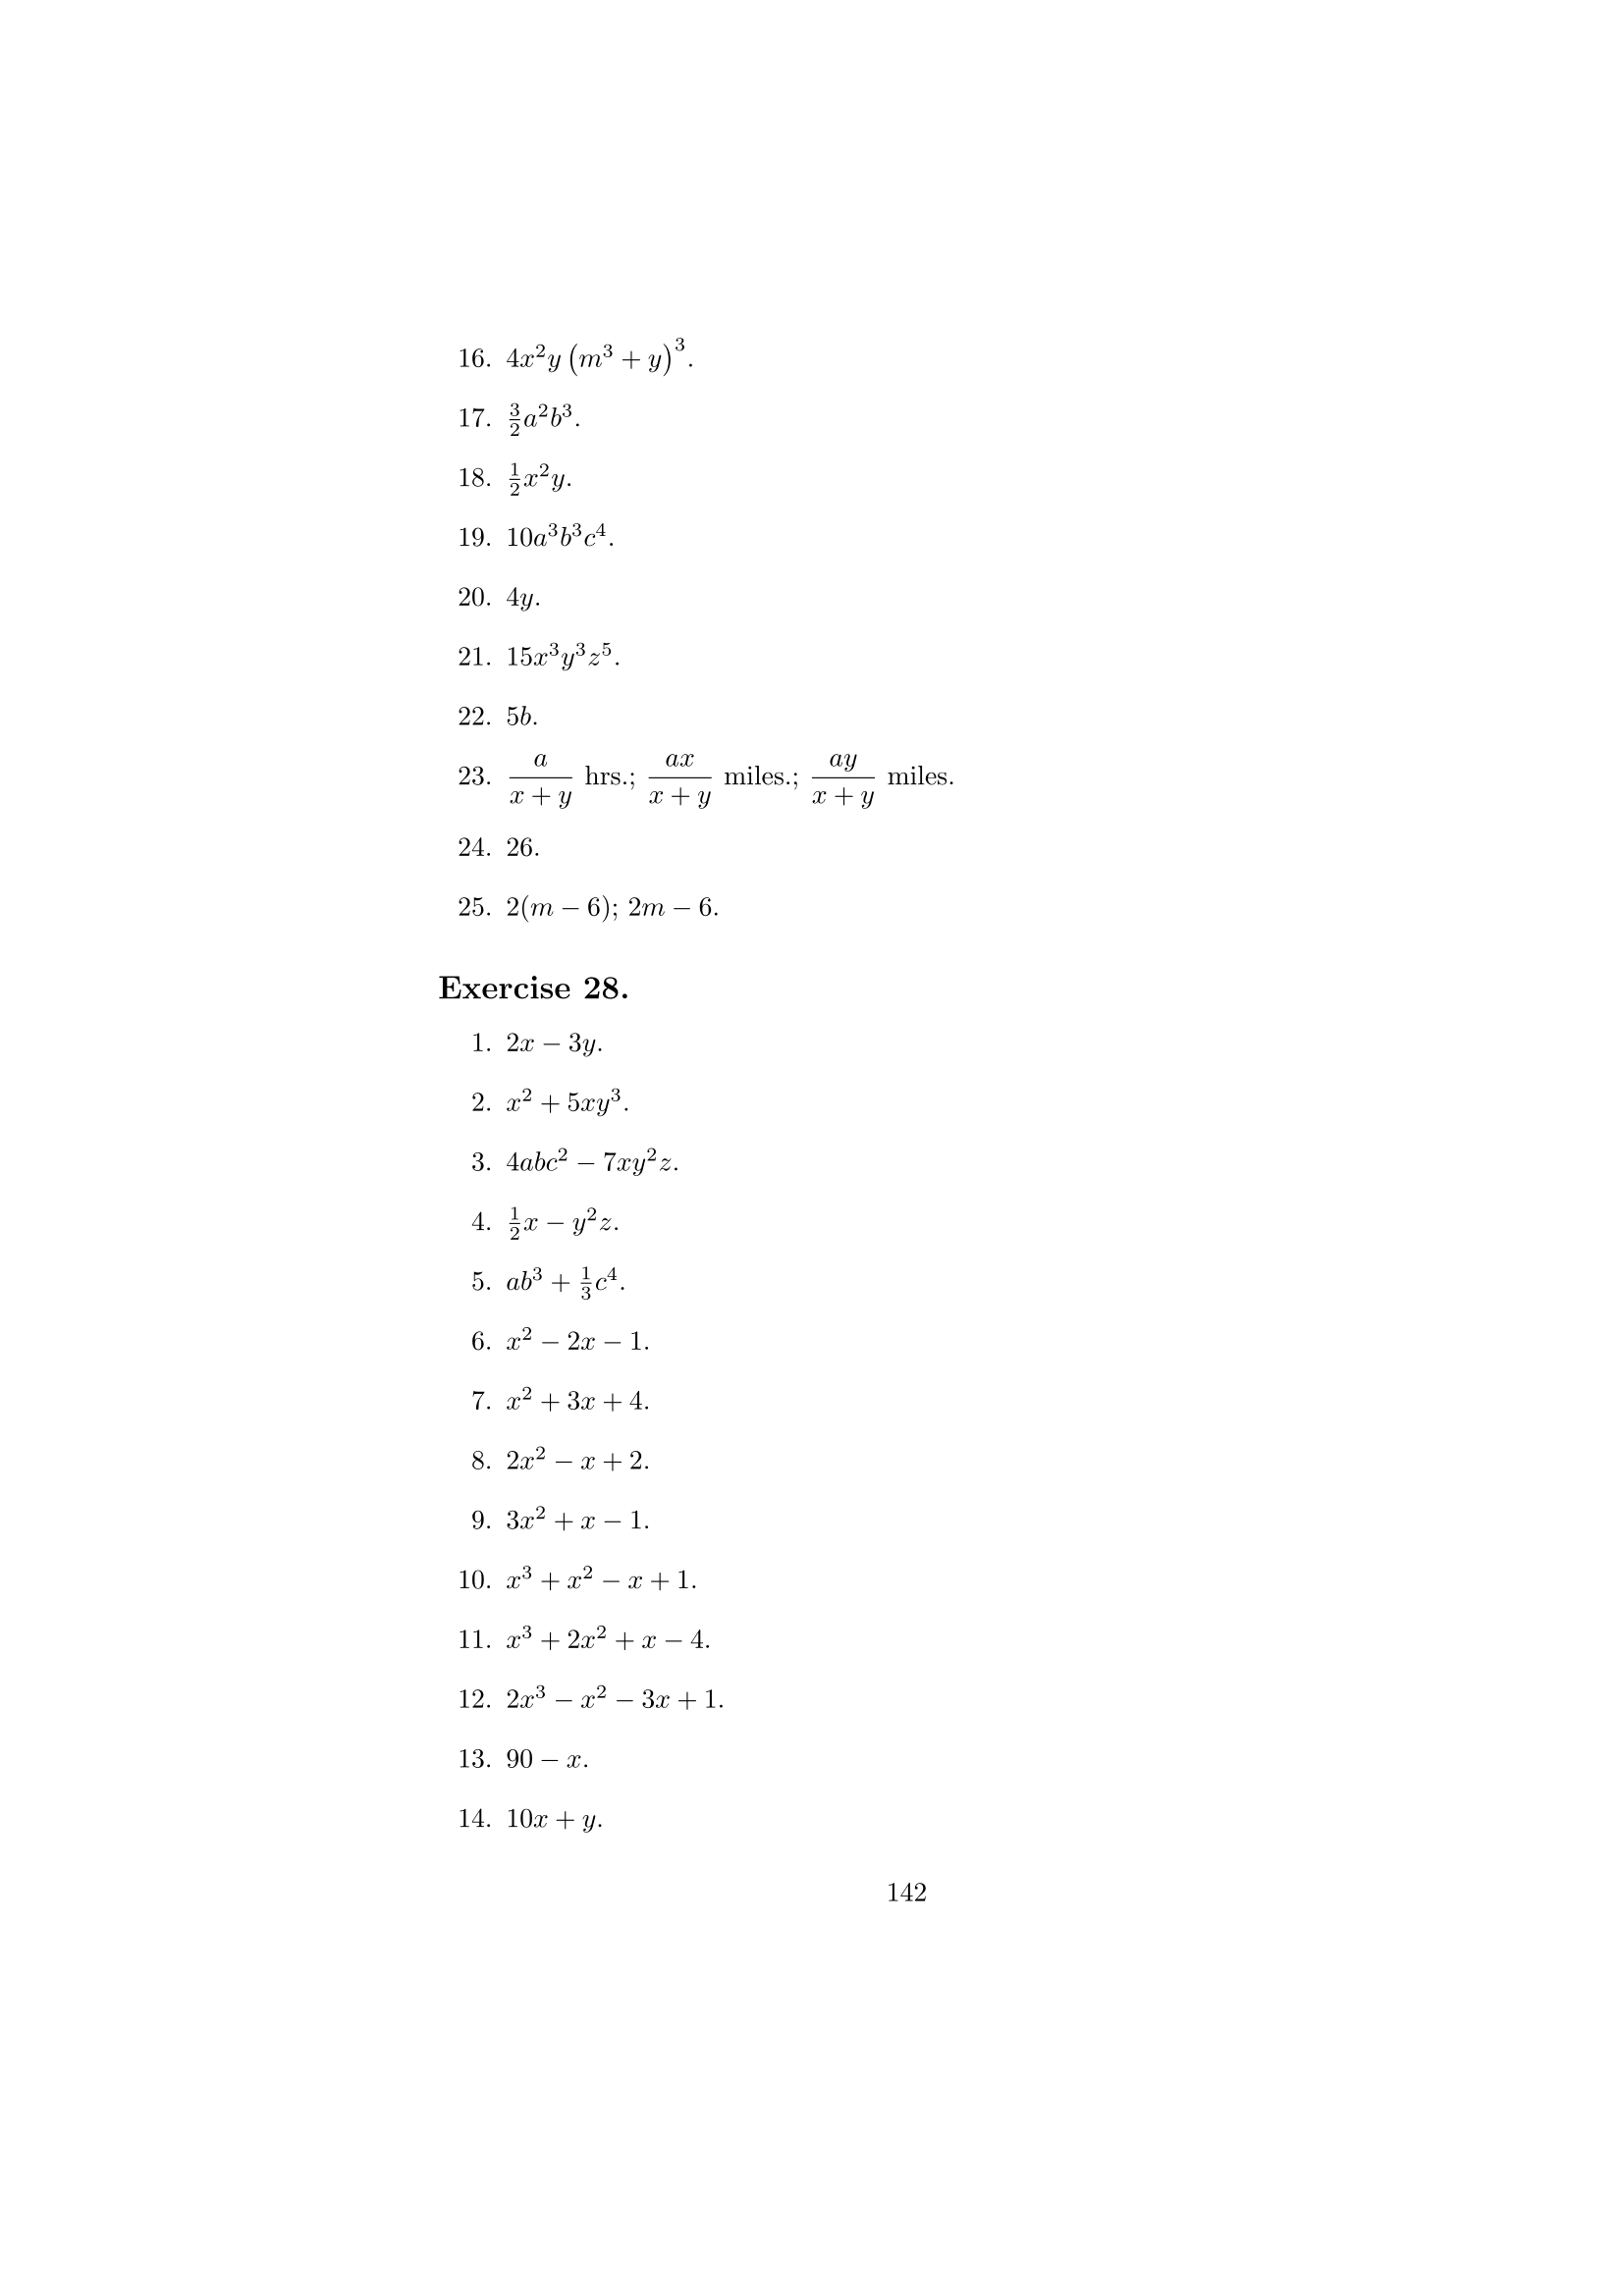 16. $4x^2y\left(m^3+y\right)^3$.
17. $\frac{3}{2}a^2b^3$.
18. $\frac{1}{2}x^2y$.
19. $10a^3b^3c^4$.
20. $4y$.
21. $15x^3y^3z^5$.
22. $5b$.
23. $\dfrac{a}{x+y}$ hrs.; $\dfrac{ax}{x+y}$ miles.; $\dfrac{ay}{x+y}$ miles.
24. 26.
25. $2(m-6)$; $2m-6$.
Exercise 28.
1. $2x-3y$.
2. $x^2+5xy^3$.
3. $4abc^2-7xy^2z$.
4. $\frac{1}{2}x-y^2z$.
5. $ab^3+\frac{1}{3}c^4$.
6. $x^2-2x-1$.
7. $x^2+3x+4$.
8. $2x^2-x+2$.
9. $3x^2+x-1$.
10. $x^3+x^2-x+1$.
11. $x^3+2x^2+x-4$.
12. $2x^3-x^2-3x+1$.
13. $90-x$.
14. $10x+y$.
142